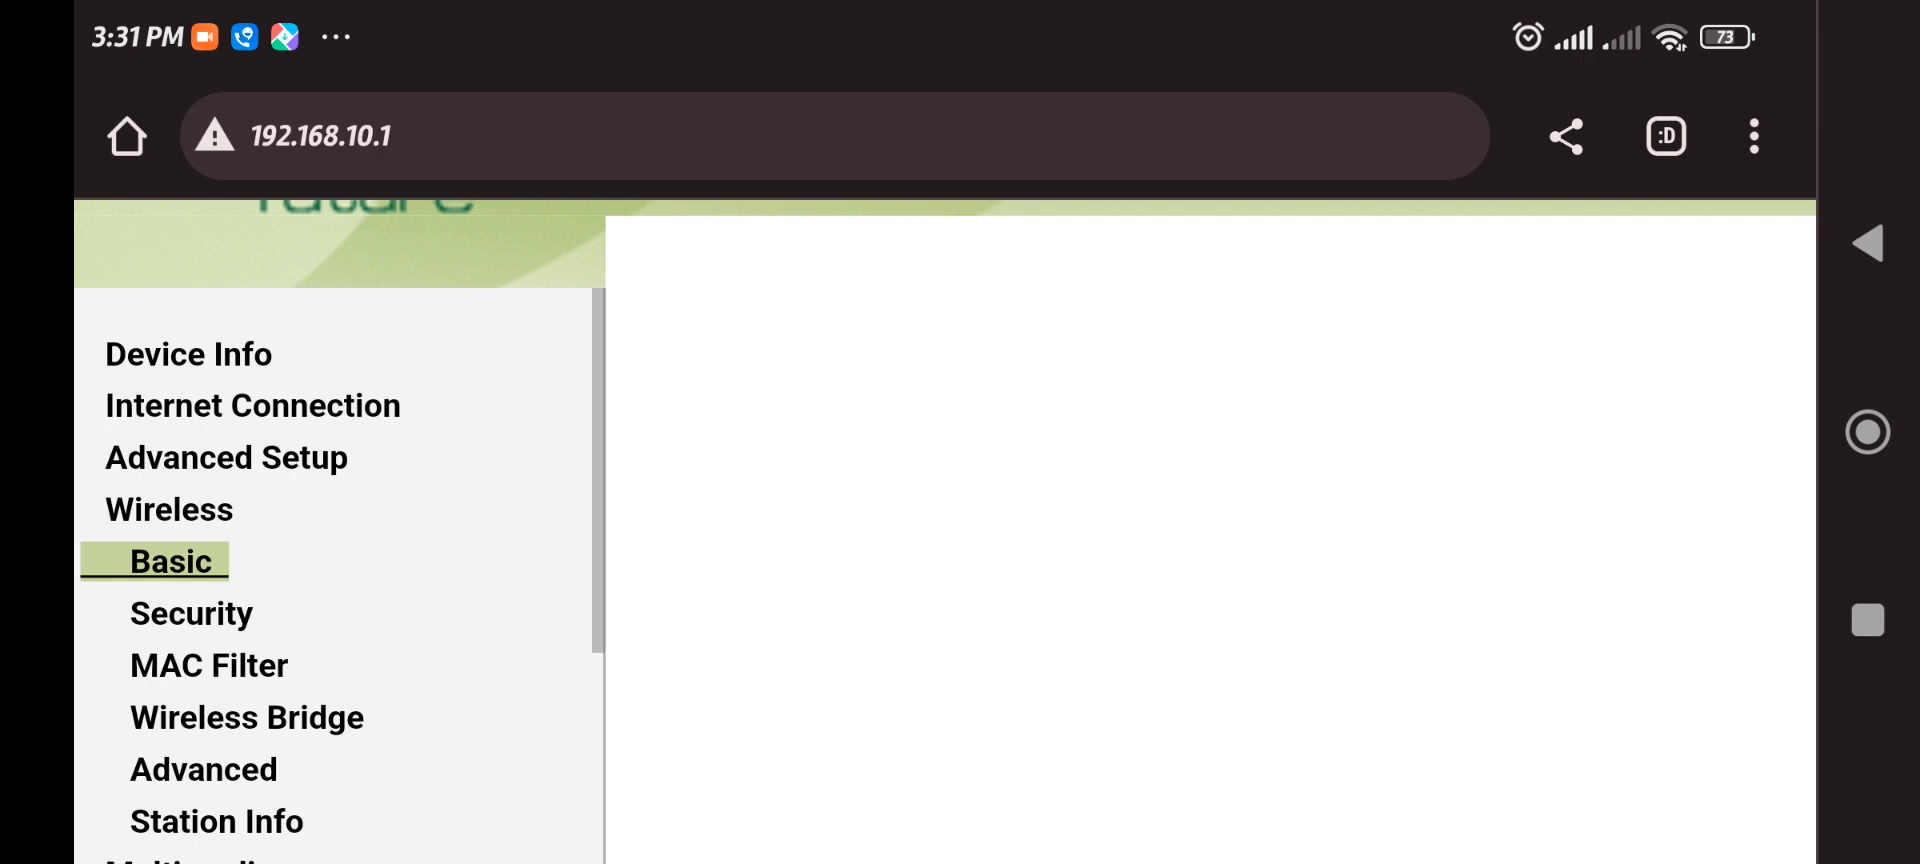 3:31 PM
73
192.168.10.1
:D
Device Info
Internet Connection
Advanced Setup
Wireless
Basic
Security
MAC Filter
Wireless Bridge
Advanced
Station Info